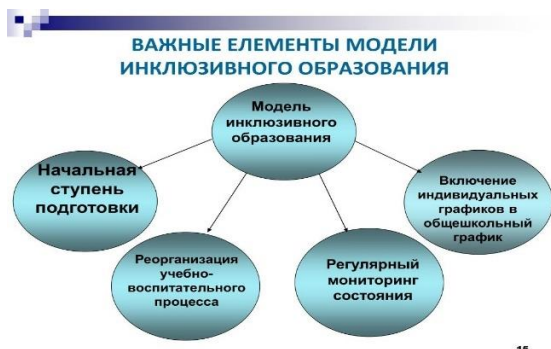 ВАЖНЫЕ ЕЛЕМЕНТЫ МОДЕЛИ
ИНКЛЮЗИВНОГО ОБРАЗОВАНИЯ
Модель
инклюзивного
образования
Начальная
ступень
подготовки
Реорганизация
учебно-
воспитательного
процесса
Регулярный
мониторинг
состояния
Включение
индивидуальных
графиков в
общешкольный
график
15